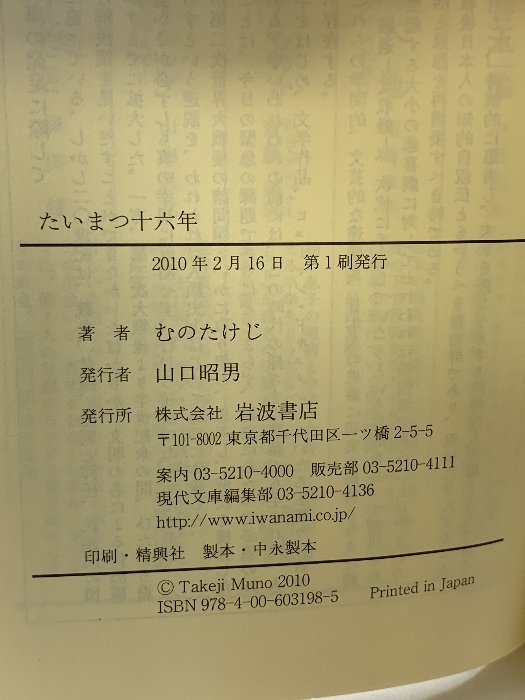 たいまつ十六年
2010年2月16日　第1刷発行
著　者　むのたけじ
発行者　山口昭男
発行所　株式会社 岩波書店
〒101-8002 東京都千代田区一ツ橋 2-5-5
案内 03-5210-4000　販売部 03-5210-4111
現代文庫編集部 03-5210-4136
http://www.iwanami.co.jp/
印刷・精興社　製本・中永製本
© Takeji Muno 2010
ISBN 978-4-00-603198-5　Printed in Japan